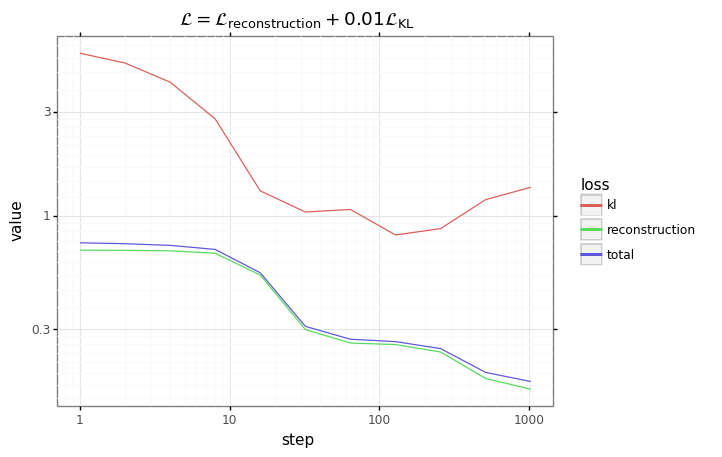 ℒ = ℒreconstruction + 0.01ℒKL
value
3
1
0.3
1
10
100
1000
step
loss
kl
reconstruction
total